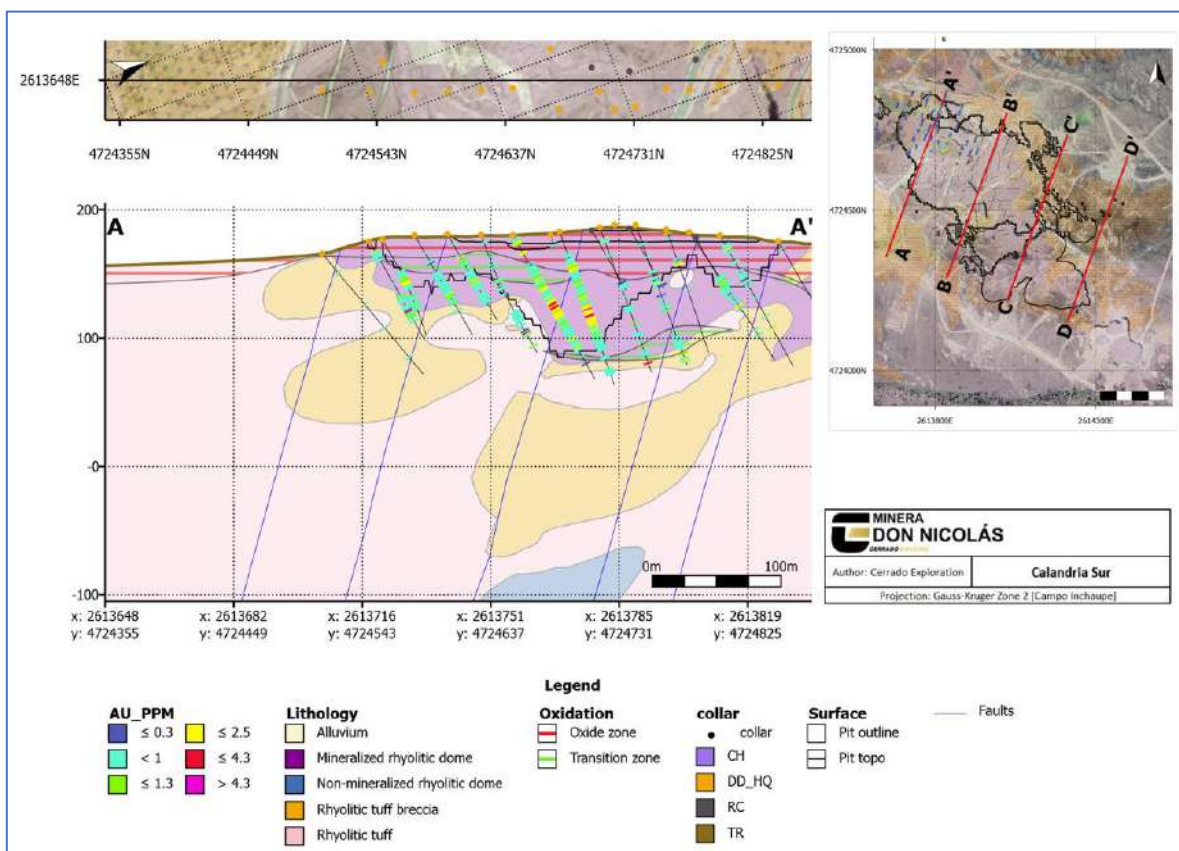 2613648E
4724355N 4724449N 4724543N 4724637N 4724731N 4724825N
A A'
200
100
-0
-100
0m 100m
x: 2613648 x: 2613682 x: 2613716 x: 2613751 x: 2613785 x: 2613819
y: 4724355 y: 4724449 y: 4724543 y: 4724637 y: 4724731 y: 4724825
4725000N
4724500N
4724000N
A' B' C' D'
A B C D
2613800E 2614300E
MINERA
DON NICOLÁS
CERRADO
Author: Cerrado Exploration Calandria Sur
Projection: Gauss-Kruger Zone 2 [Campo Inchaupe]
Legend
AU_PPM
≤ 0.3
< 1
≤ 1.3
≤ 2.5
≤ 4.3
> 4.3
Lithology
Alluvium
Mineralized rhyolitic dome
Non-mineralized rhyolitic dome
Rhyolitic tuff breccia
Rhyolitic tuff
Oxidation
Oxide zone
Transition zone
collar
collar
CH
DD_HQ
RC
TR
Surface
Pit outline
Pit topo
Faults